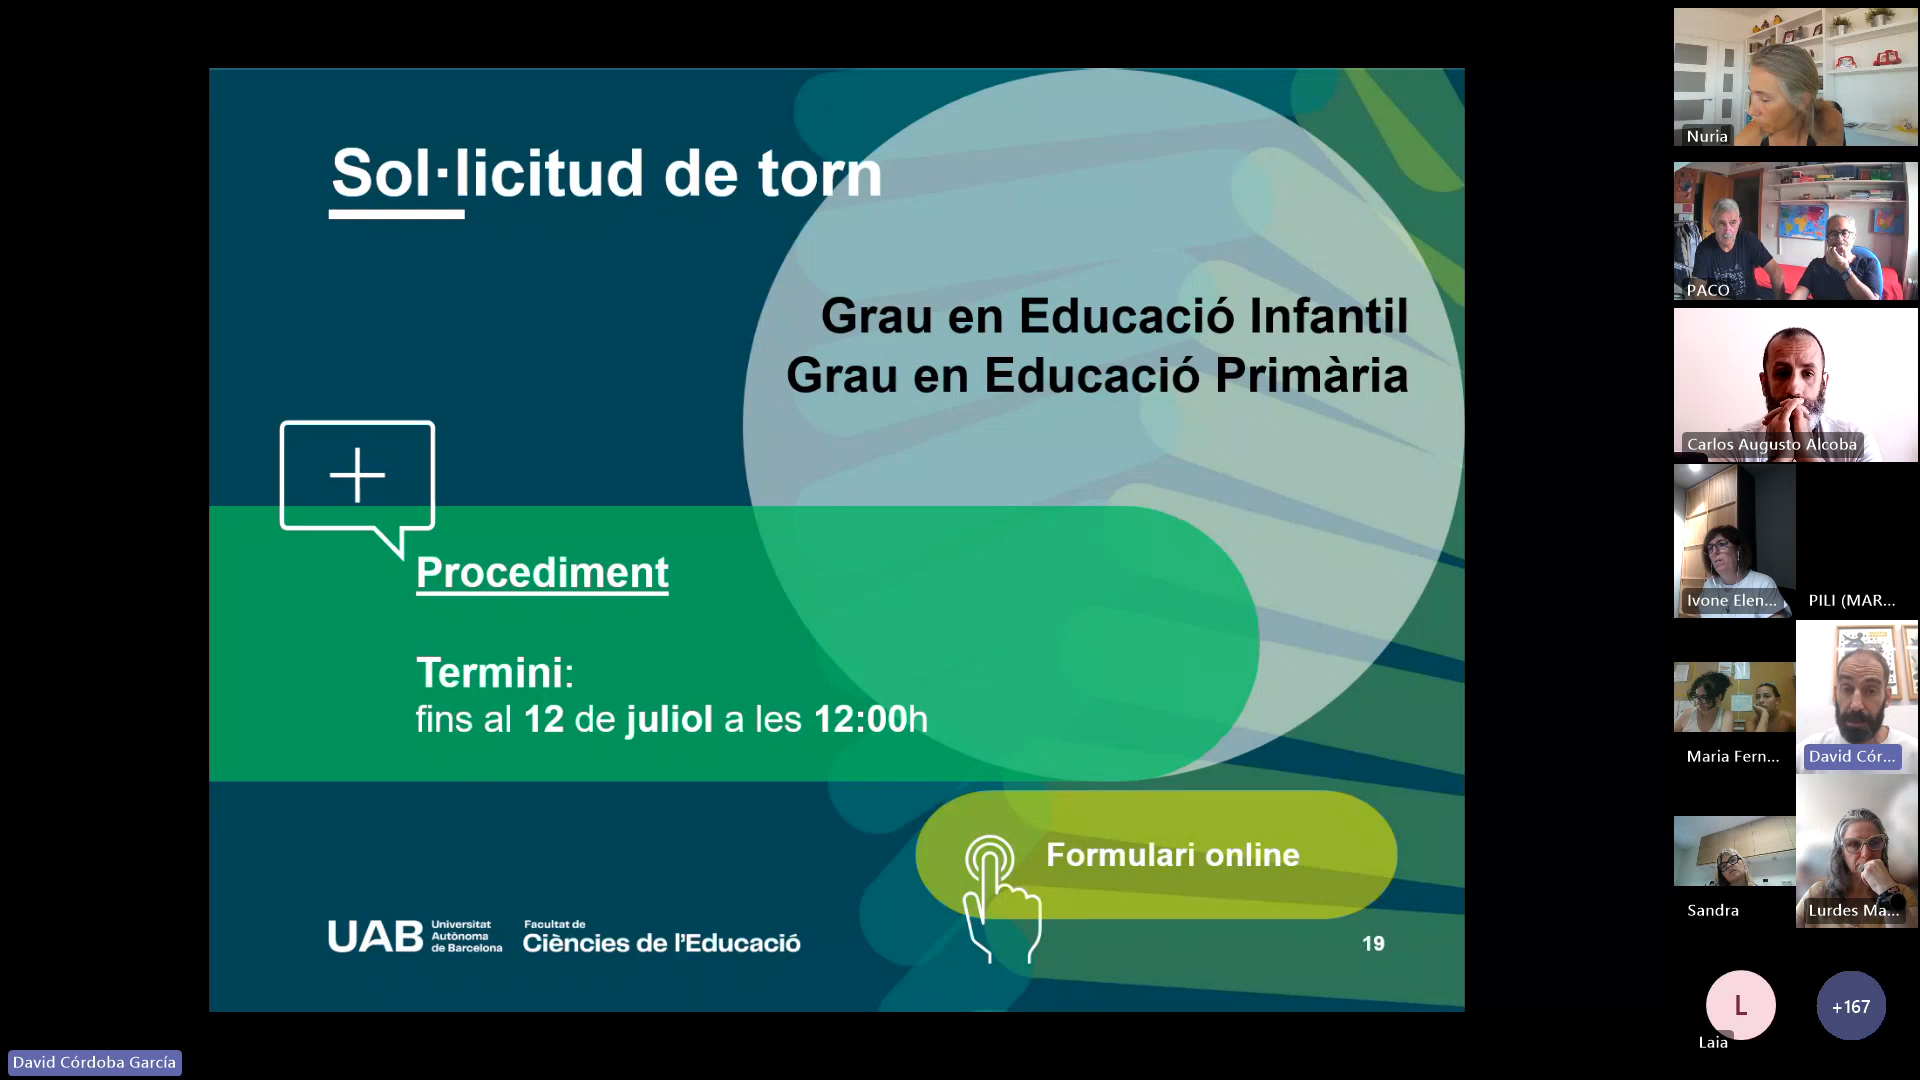 Sol·licitud de torn
Grau en Educació Infantil
Grau en Educació Primària
Procediment
Termini:
fins al 12 de juliol a les 12:00h
Formulari online
UAB
Universitat
Autònoma
de Barcelona
Facultat de
Ciències de l'Educació
19
David Córdoba García
Nuria
PACO
Carlos Augusto Alcoba
Ivone Elen...
PILI (MAR...
Maria Fern...
David Cór...
Sandra
Lurdes Ma...
L
Laia
+167